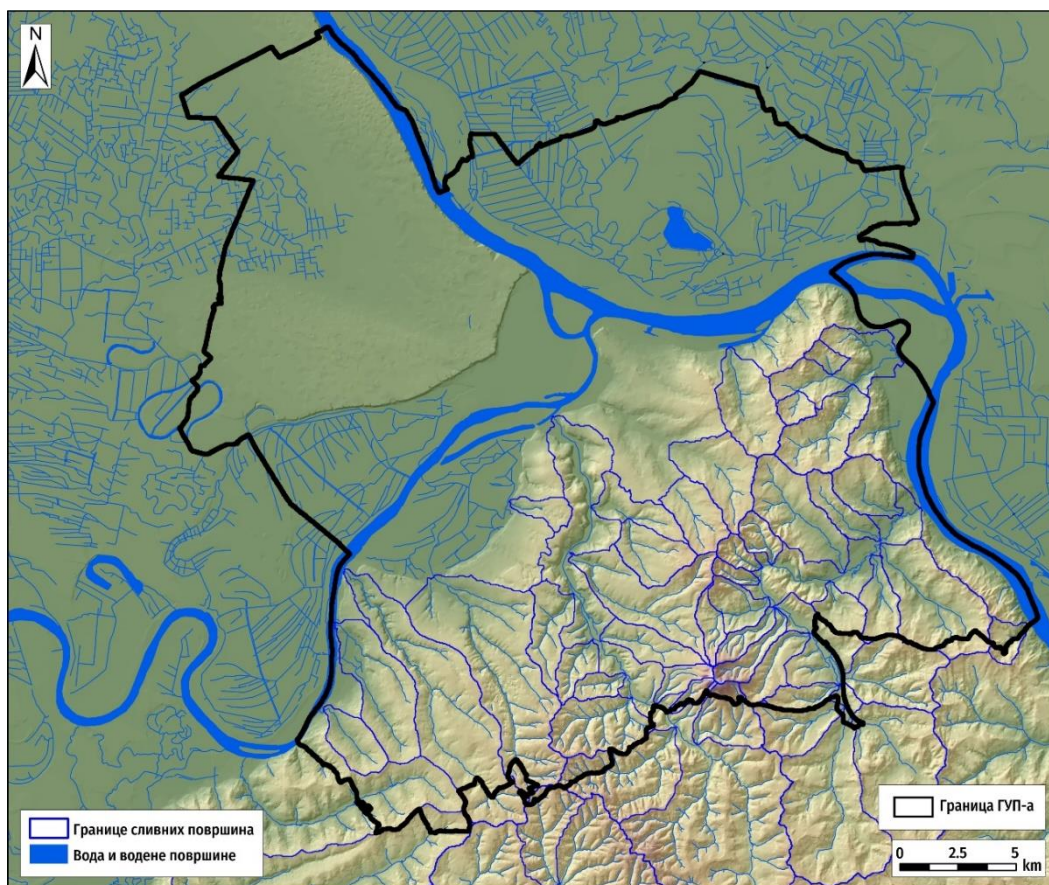 N
Границе сливних површина
Вода и водене површине
Граница ГУП-а
0 2.5 5
km